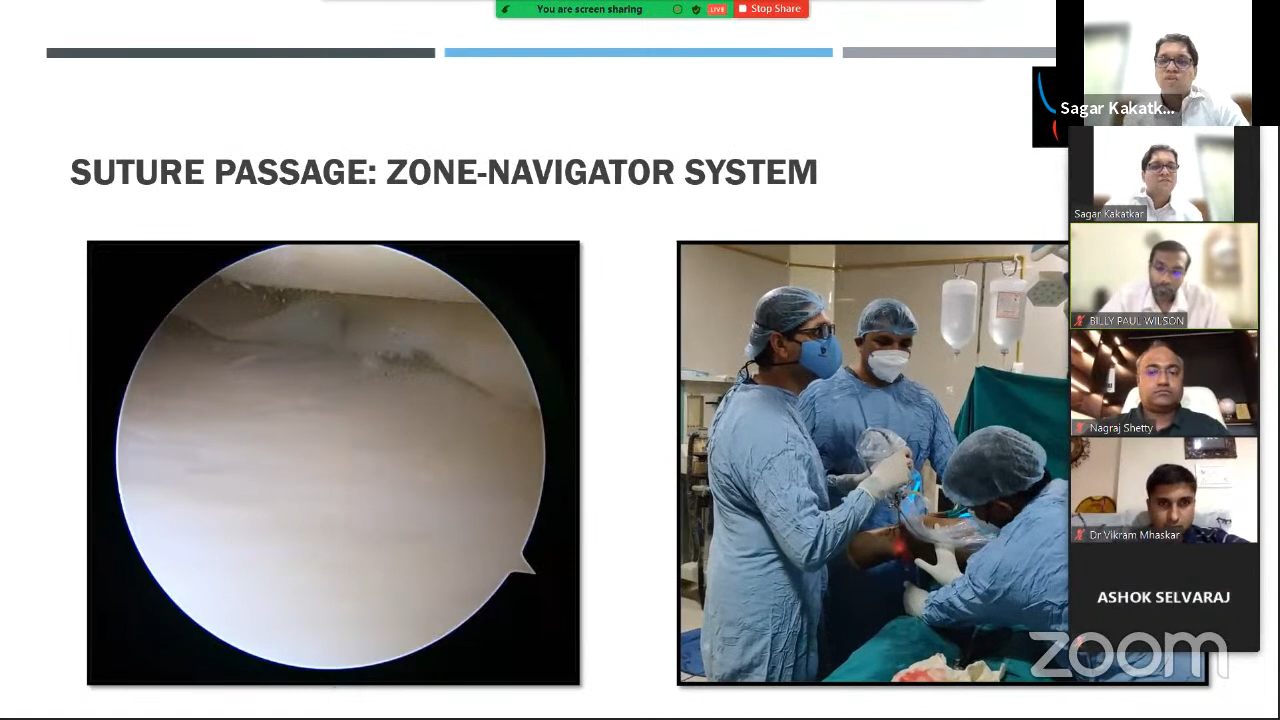 You are screen sharing
LIVE
Stop Share
Sagar Kakatk...
SUTURE PASSAGE: ZONE-NAVIGATOR SYSTEM
Sagar Kakatkar
BILLY PAUL WILSON
Nagraj Shetty
Dr Vikram Mhaskar
ASHOK SELVARAJ
zoom